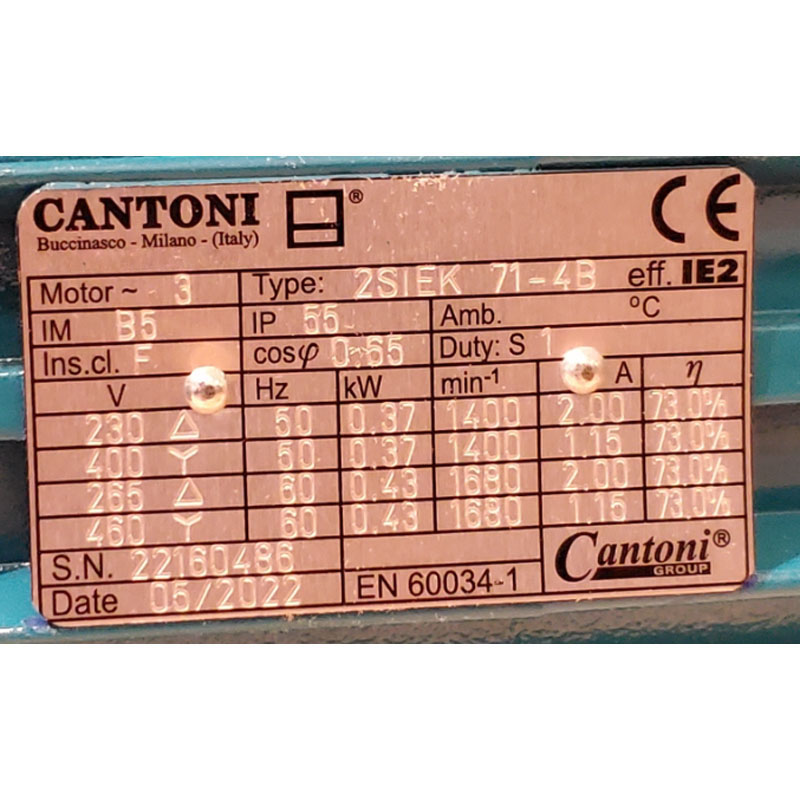 CANTONI ®
Buccinasco - Milano - (Italy)
CE
Motor ~ 3 Type: 2SIEK 71-4B eff. IE2
IM B5 IP 55 Amb. °C
Ins.cl. F cosφ 0.65 Duty: S 1
V Hz kW min-1 A η
230 Δ 50 0.37 1400 2.00 73.0%
400 Y 50 0.37 1400 1.15 73.0%
265 Δ 60 0.43 1680 2.00 73.0%
460 Y 60 0.43 1680 1.15 73.0%
S.N. 22160486
Date 05/2022 EN 60034-1
Cantoni®
GROUP